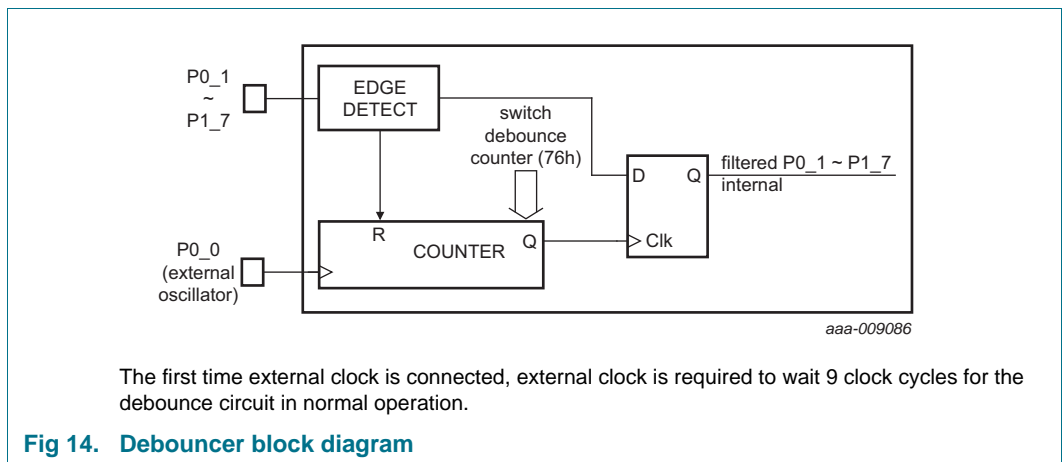 P0_1
~
P1_7
EDGE
DETECT
switch
debounce
counter (76h)
D
Q
filtered P0_1 ~ P1_7
internal
Clk
R
Q
COUNTER
P0_0
(external
oscillator)
aaa-009086
The first time external clock is connected, external clock is required to wait 9 clock cycles for the
debounce circuit in normal operation.
Fig 14. Debouncer block diagram